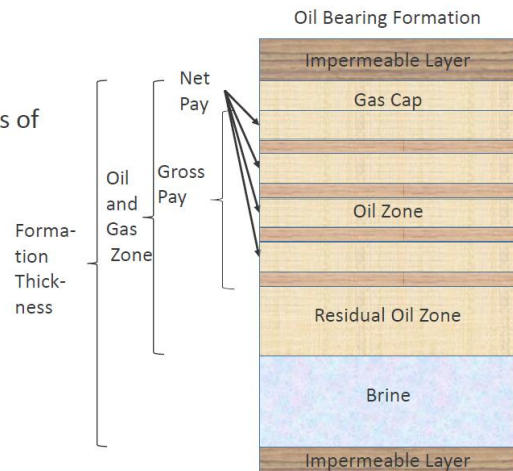 Oil Bearing Formation
Impermeable Layer
Net
Pay
Gas Cap
s of
Oil
and
Gas
Zone
Gross
Pay
Oil Zone
Forma-
tion
Thick-
ness
Residual Oil Zone
Brine
Impermeable Layer